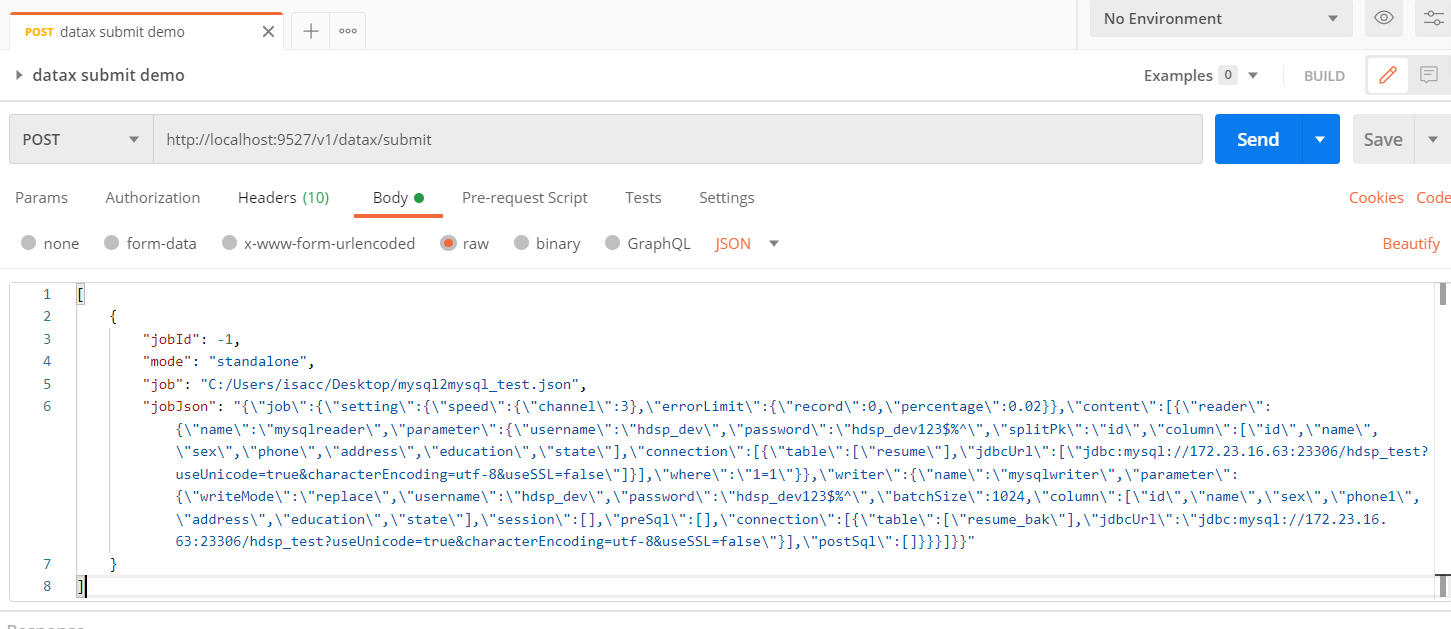 POST datax submit demo
No Environment
datax submit demo
Examples 0 BUILD
POST http://localhost:9527/v1/datax/submit Send Save
Params Authorization Headers (10) Body Pre-request Script Tests Settings Cookies Code
none form-data x-www-form-urlencoded raw binary GraphQL JSON Beautify
1 [
2 {
3 "jobId": -1,
4 "mode": "standalone",
5 "job": "C:/Users/isacc/Desktop/mysql2mysql_test.json",
6 "jobJson": "{\"job\":{\"setting\":{\"speed\":{\"channel\":3},\"errorLimit\":{\"record\":0,\"percentage\":0.02}},\"content\":[{\"reader\":
{\"name\":\"mysqlreader\",\"parameter\":{\"username\":\"hdsp_dev\",\"password\":\"hdsp_dev123$%^\",\"splitPk\":\"id\",\"column\":[\"id\",\"name\",
\"sex\",\"phone\",\"address\",\"education\",\"state\"],\"connection\":[{\"table\":[\"resume\"],\"jdbcUrl\":[\"jdbc:mysql://172.23.16.63:23306/hdsp_test?
useUnicode=true&characterEncoding=utf-8&useSSL=false\"]}],\"where\":\"1=1\"}},\"writer\":{\"name\":\"mysqlwriter\",\"parameter\":
{\"writeMode\":\"replace\",\"username\":\"hdsp_dev\",\"password\":\"hdsp_dev123$%^\",\"batchSize\":1024,\"column\":[\"id\",\"name\",\"sex\",\"phone1\",
\"address\",\"education\",\"state\"],\"session\":[],\"preSql\":[],\"connection\":[{\"table\":[\"resume_bak\"],\"jdbcUrl\":\"jdbc:mysql://172.23.16.
63:23306/hdsp_test?useUnicode=true&characterEncoding=utf-8&useSSL=false\"}],\"postSql\":[]}}}]}}"
7 }
8 ]
Response